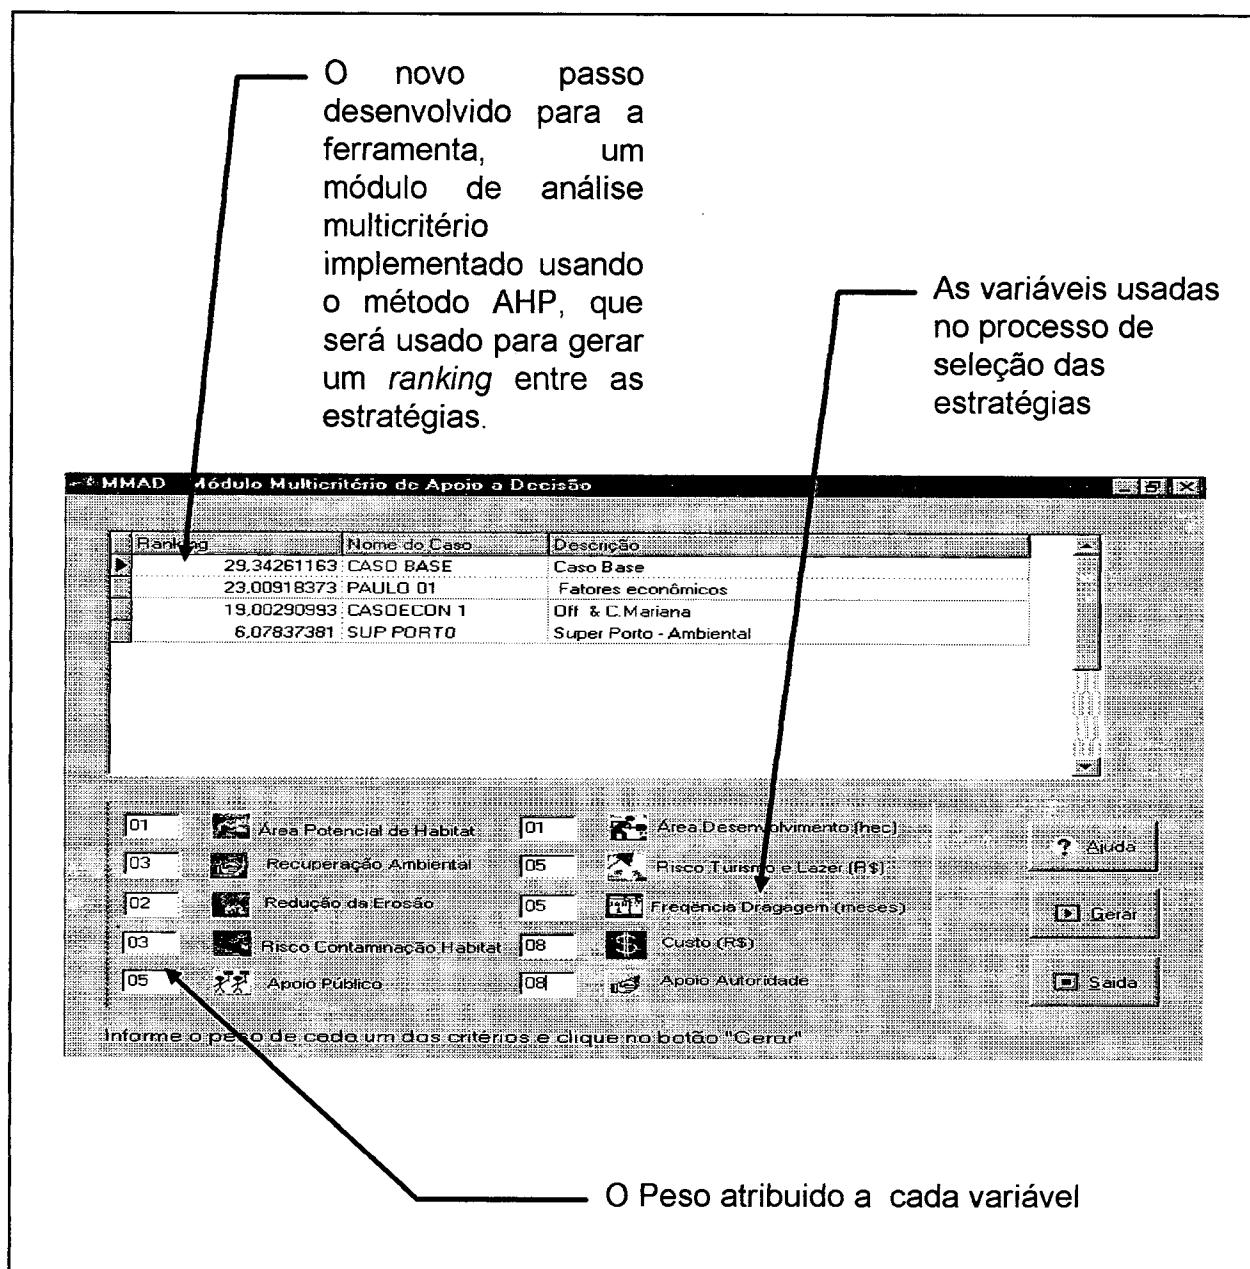 O novo passo
desenvolvido para a
ferramenta, um
módulo de análise
multicritério
implementado usando
o método AHP, que
será usado para gerar
um ranking entre as
estratégias.
As variáveis usadas
no processo de
seleção das
estratégias
MMAD Módulo Multicritério de Apoio a Decisão
Ranking Nome do Caso Descrição
29,34261163 CASO BASE Caso Base
23,00918373 PAULO 01 Fatores econômicos
19,00290993 CASOECON 1 Off & C.Mariana
6,07837381 SUP PORTO Super Porto - Ambiental
01 Área Potencial de Habitat 01 Área Desenvolvimento (hec)
03 Recuperação Ambiental 05 Risco Turismo e Lazer (R$)
02 Redução da Erosão 05 Freqência Dragagem (meses)
03 Risco Contaminação Habitat 08 Custo (R$)
05 Apoio Público 08 Apoio Autoridade
? Ajuda
Gerar
Saida
Informe o peso de cada um dos critérios e clique no botão "Gerar"
O Peso atribuido a cada variável